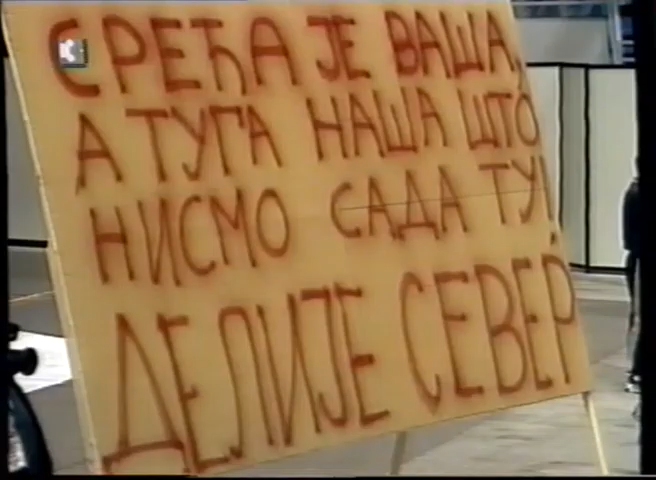 СРЕЋА ЈЕ ВАША,
А ТУГА НАША ШТО
НИСМО САДА ТУ!
ДЕЛИЈЕ СЕВЕР